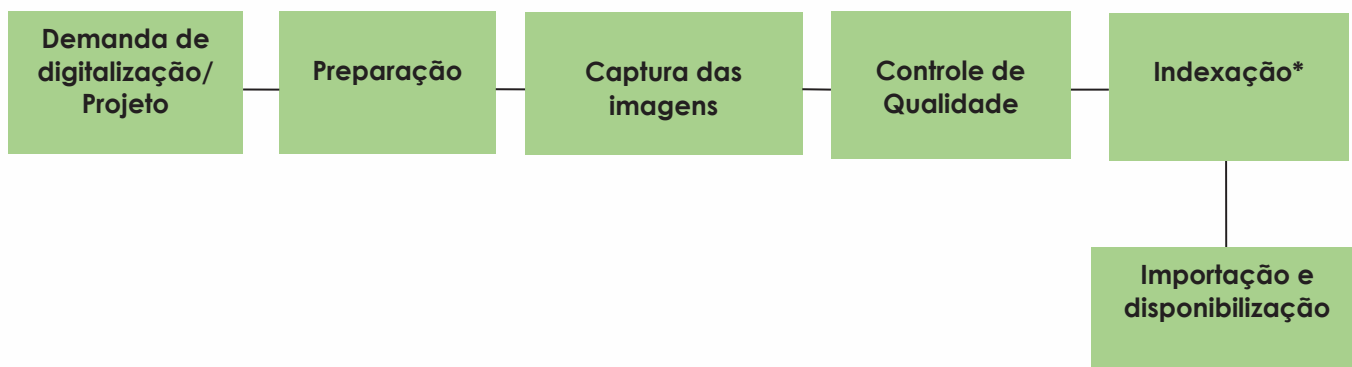 Demanda de
digitalização/
Projeto
Preparação
Captura das
imagens
Controle de
Qualidade
Indexação*
Importação e
disponibilização